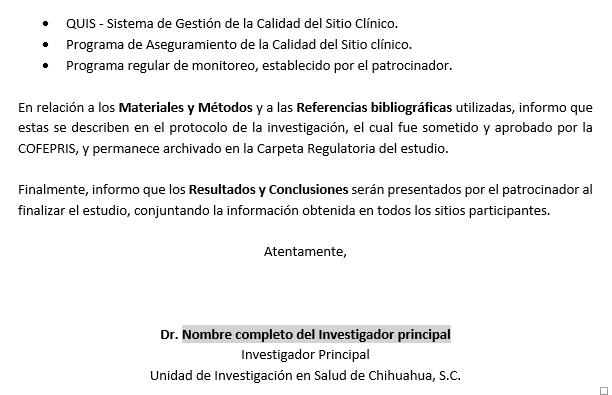 • QUIS - Sistema de Gestión de la Calidad del Sitio Clínico.
• Programa de Aseguramiento de la Calidad del Sitio clínico.
• Programa regular de monitoreo, establecido por el patrocinador.
En relación a los Materiales y Métodos y a las Referencias bibliográficas utilizadas, informo que
estas se describen en el protocolo de la investigación, el cual fue sometido y aprobado por la
COFEPRIS, y permanece archivado en la Carpeta Regulatoria del estudio.
Finalmente, informo que los Resultados y Conclusiones serán presentados por el patrocinador al
finalizar el estudio, conjuntando la información obtenida en todos los sitios participantes.
Atentamente,
Dr. Nombre completo del Investigador principal
Investigador Principal
Unidad de Investigación en Salud de Chihuahua, S.C.